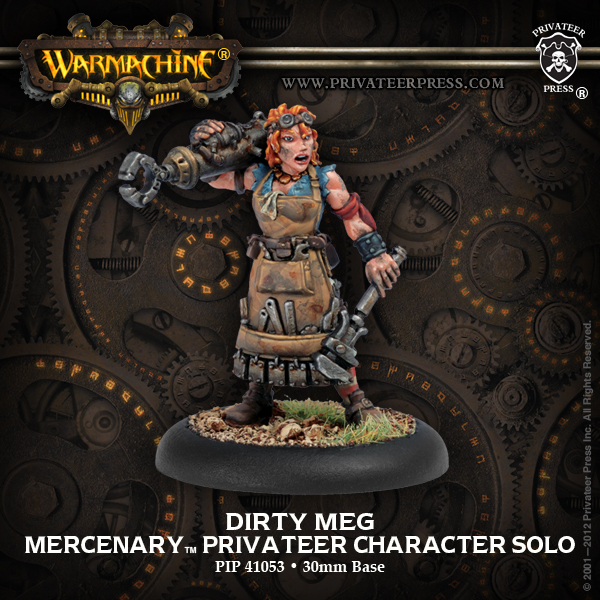 WARMACHINE®
PRIVATEER
PRESS®
WWW.PRIVATEERPRESS.COM
© 2001–2012 Privateer Press Inc. All Rights Reserved.
DIRTY MEG
MERCENARY™ PRIVATEER CHARACTER SOLO
PIP 41053 • 30mm Base